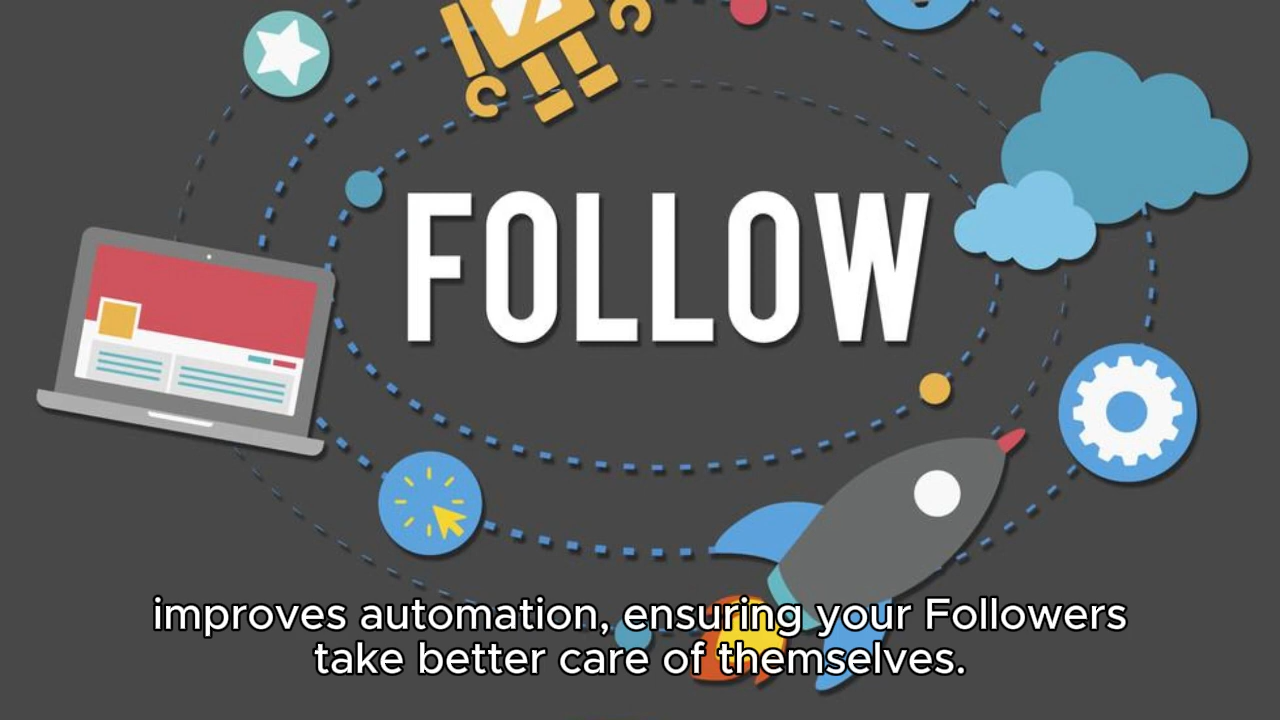 FOLLOW
improves automation, ensuring your Followers
take better care of themselves.